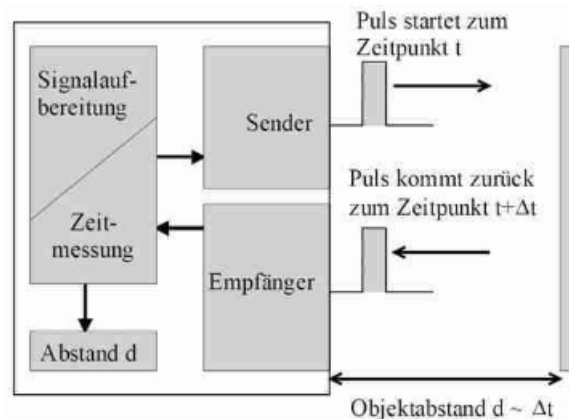 Signalauf-
bereitung
Zeit-
messung
Abstand d
Sender
Empfänger
Puls startet zum
Zeitpunkt t
Puls kommt zurück
zum Zeitpunkt t+Δt
Objektabstand d ~ Δt